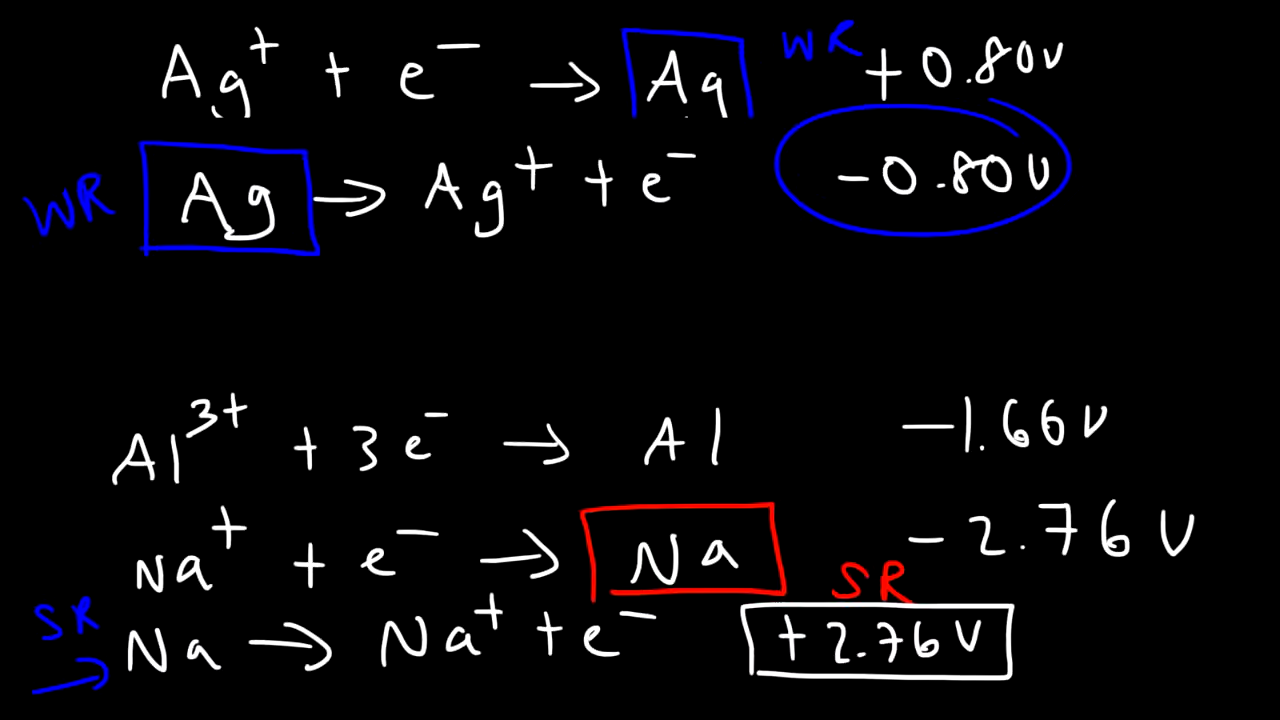 Ag⁺ + e⁻ → Ag WR +0.80V
WR Ag → Ag⁺ + e⁻ -0.80V
Al³⁺ + 3e⁻ → Al -1.66V
Na⁺ + e⁻ → Na -2.76V
SR
SR Na → Na⁺ + e⁻ +2.76V